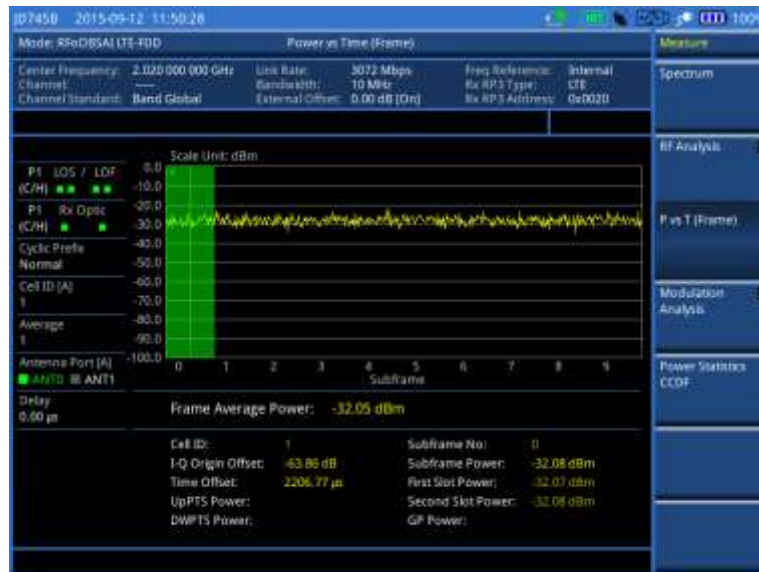 JD745B 2015-09-12 11:50:28
100%
Mode: RFoOBSAI LTE-FDD
Power vs Time (Frame)
Measure
Center Frequency: 2.020 000 000 GHz
Link Rate: 3072 Mbps
Freq Reference: Internal
Channel: ----
Bandwidth: 10 MHz
Rx RP3 Type: LTE
Channel Standard: Band Global
External Offset: 0.00 dB [On]
Rx RP3 Address: 0x0020
Spectrum
RF Analysis
P vs T (Frame)
Modulation
Analysis
Power Statistics
CCDF
P1 LOS / LOF
(C/H)
P1 Rx Optic
(C/H)
Cyclic Prefix
Normal
Cell ID [A]
1
Average
1
Antenna Port [A]
ANT0 ANT1
Delay
0.00 µs
Scale Unit: dBm
0.0
-10.0
-20.0
-30.0
-40.0
-50.0
-60.0
-70.0
-80.0
-90.0
-100.0
0 1 2 3 4 5 6 7 8 9
Subframe
Frame Average Power: -32.05 dBm
Cell ID: 1
Subframe No: 0
I-Q Origin Offset: -63.86 dB
Subframe Power: -32.08 dBm
Time Offset: 2206.77 µs
First Slot Power: -32.07 dBm
UpPTS Power:
Second Slot Power: -32.08 dBm
DWPTS Power:
GP Power: